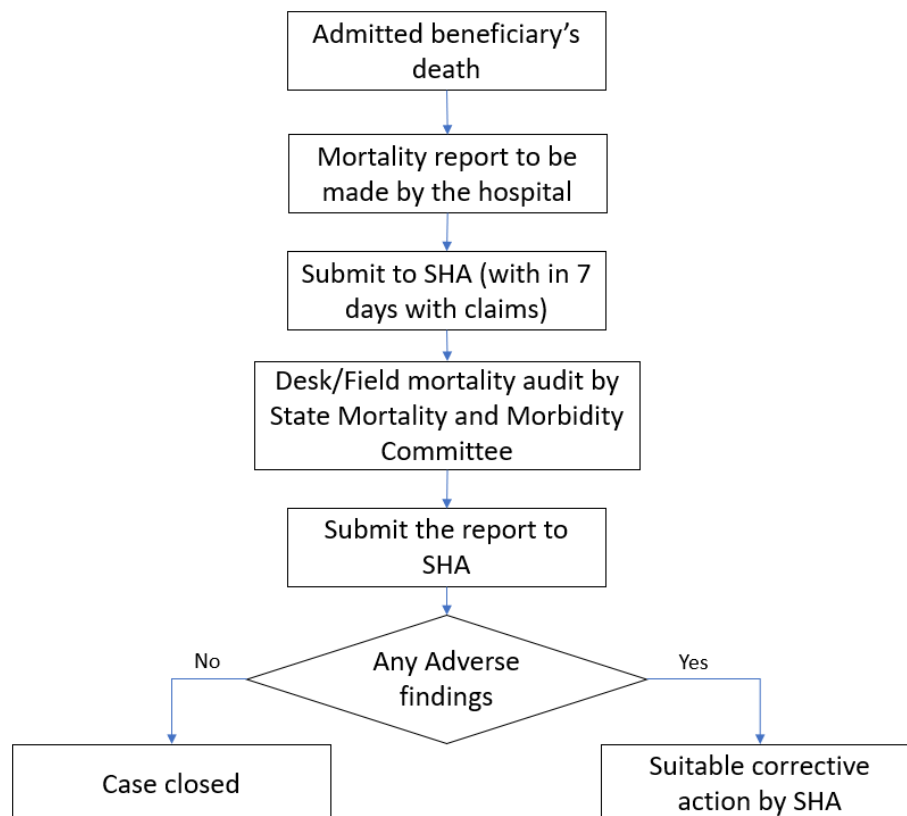 Admitted beneficiary’s
death
Mortality report to be
made by the hospital
Submit to SHA (with in 7
days with claims)
Desk/Field mortality audit by
State Mortality and Morbidity
Committee
Submit the report to
SHA
Any Adverse
findings
No
Yes
Case closed
Suitable corrective
action by SHA